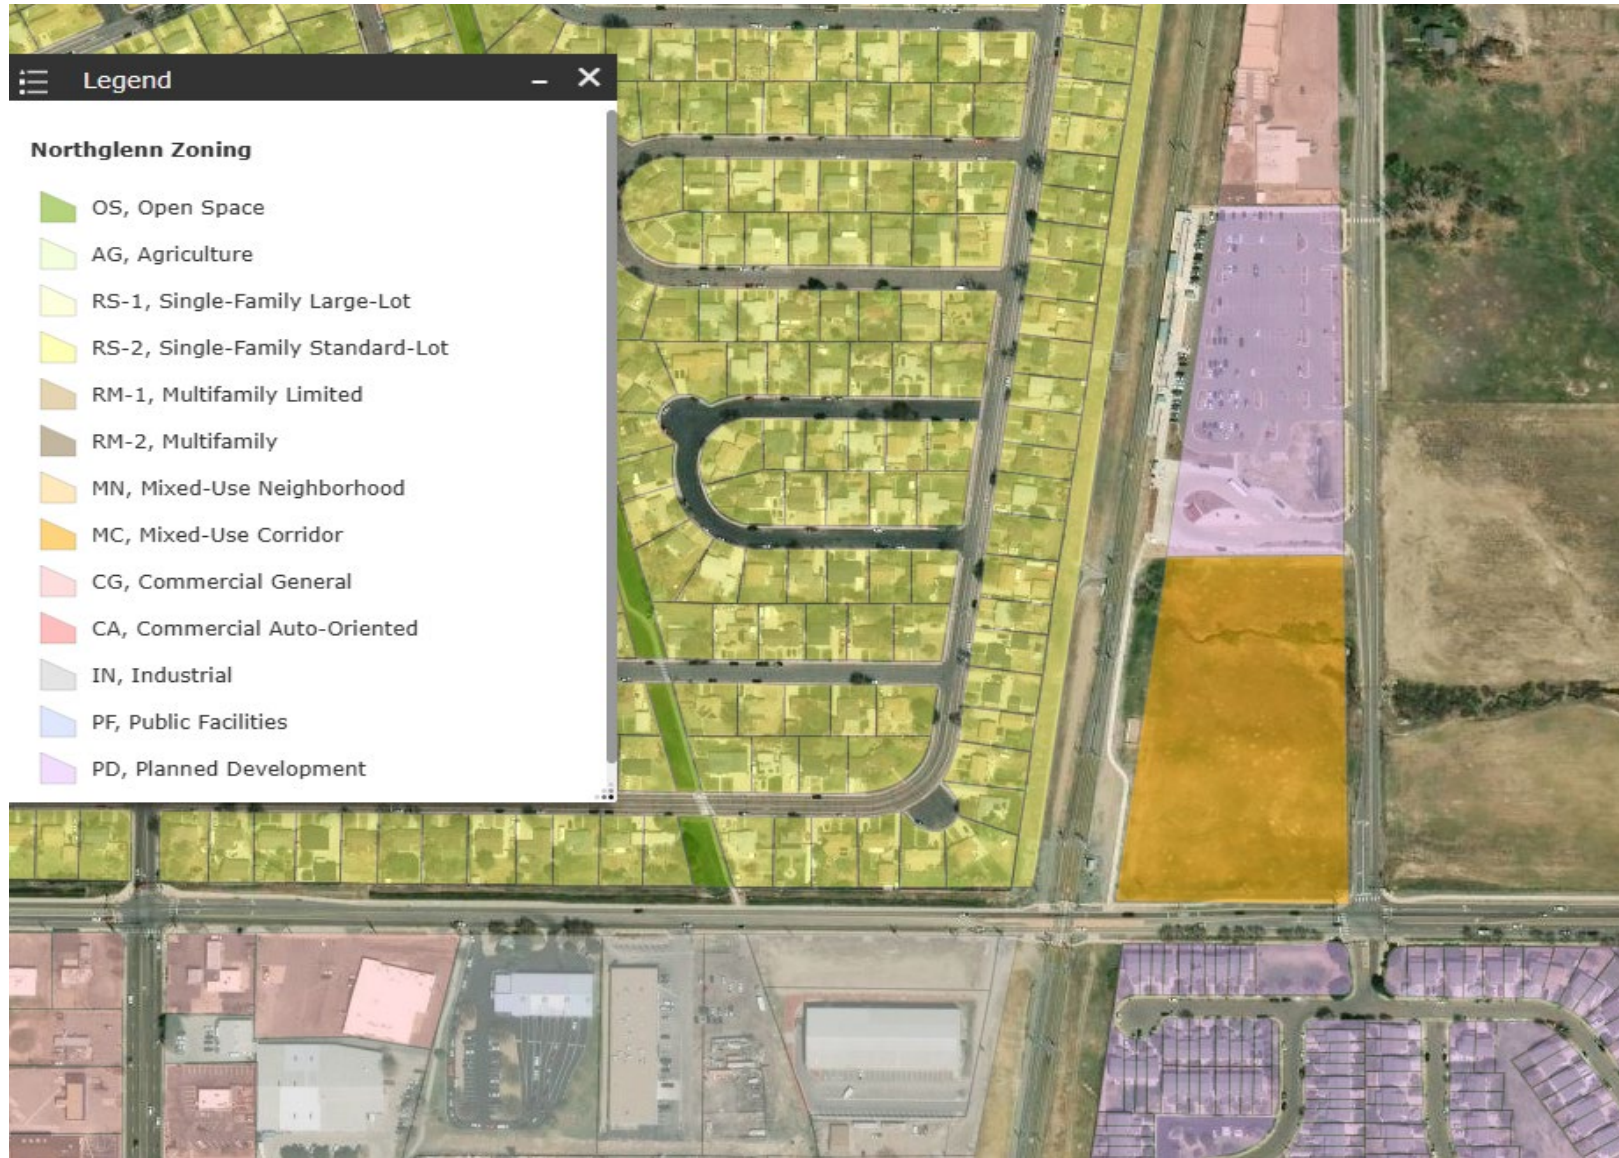 Legend
Northglenn Zoning
OS, Open Space
AG, Agriculture
RS-1, Single-Family Large-Lot
RS-2, Single-Family Standard-Lot
RM-1, Multifamily Limited
RM-2, Multifamily
MN, Mixed-Use Neighborhood
MC, Mixed-Use Corridor
CG, Commercial General
CA, Commercial Auto-Oriented
IN, Industrial
PF, Public Facilities
PD, Planned Development